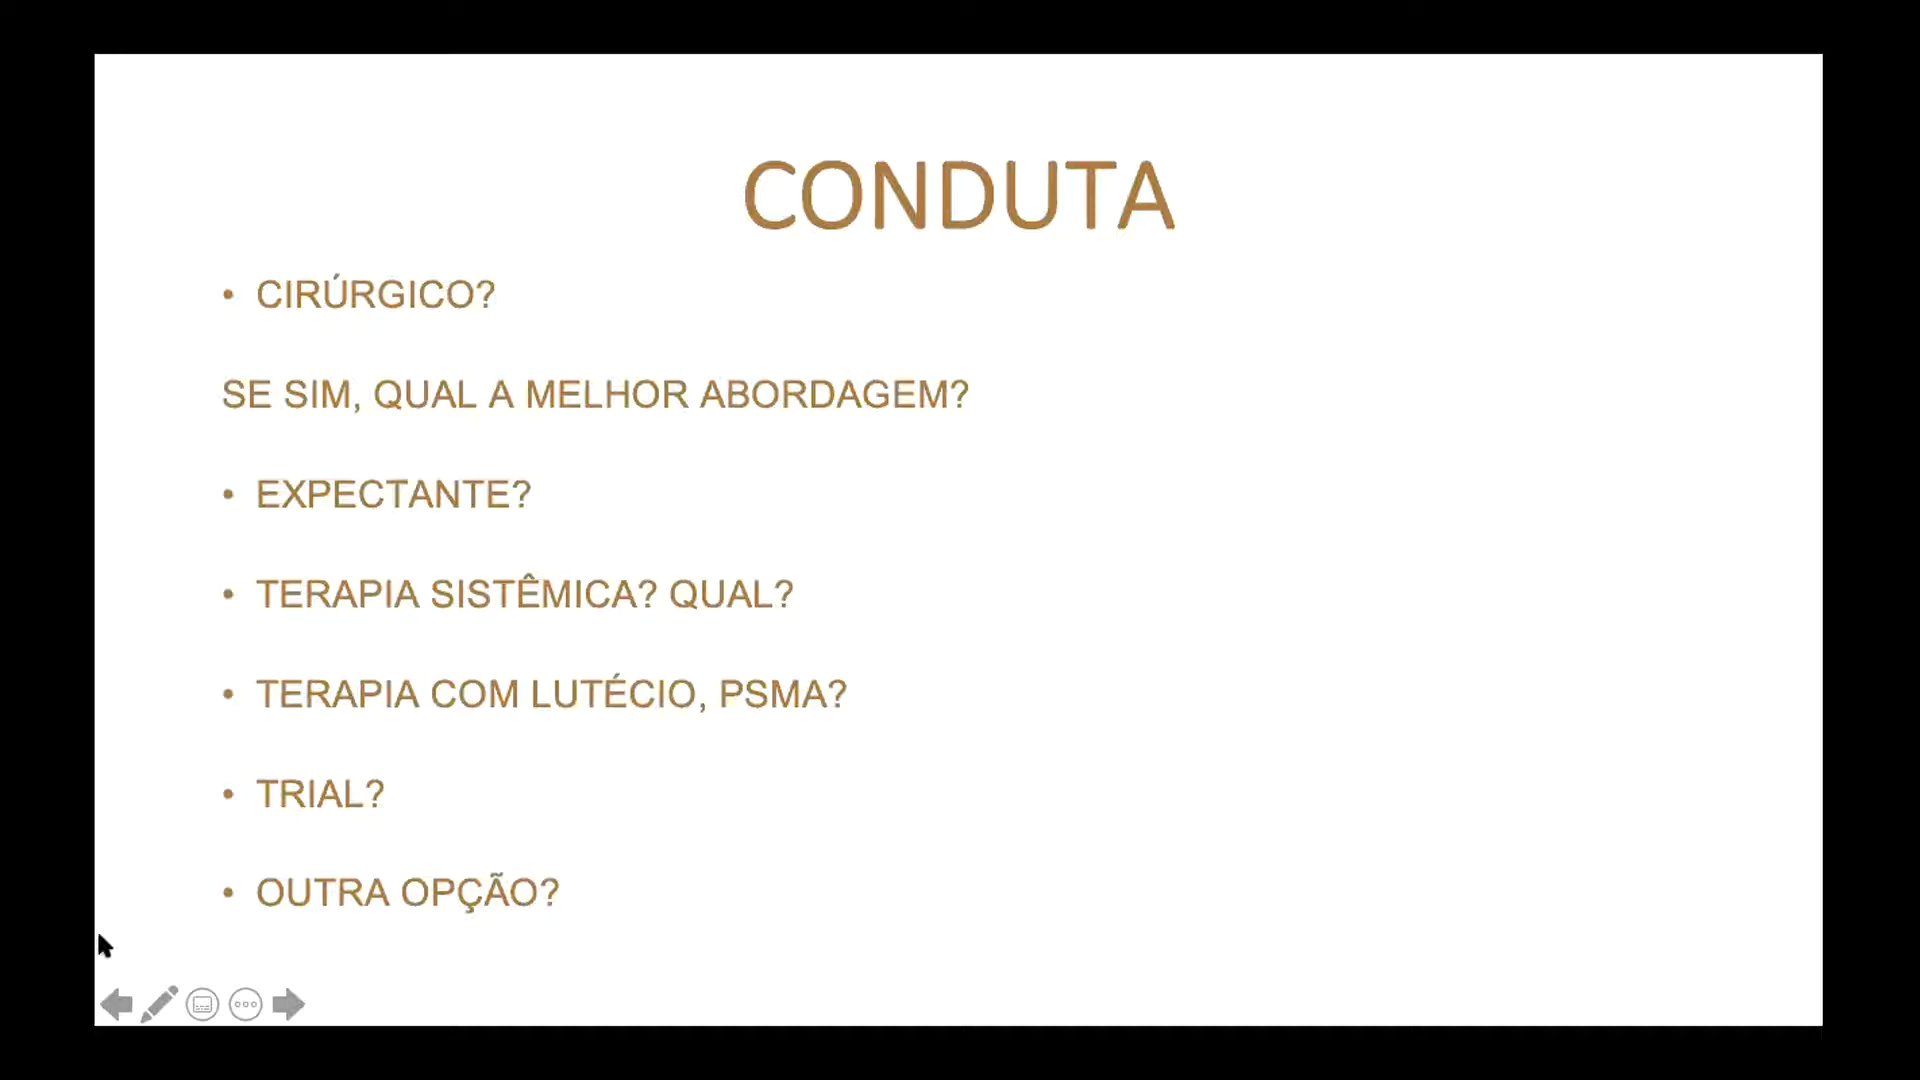 CONDUTA
• CIRÚRGICO?
SE SIM, QUAL A MELHOR ABORDAGEM?
• EXPECTANTE?
• TERAPIA SISTÊMICA? QUAL?
• TERAPIA COM LUTÉCIO, PSMA?
• TRIAL?
• OUTRA OPÇÃO?